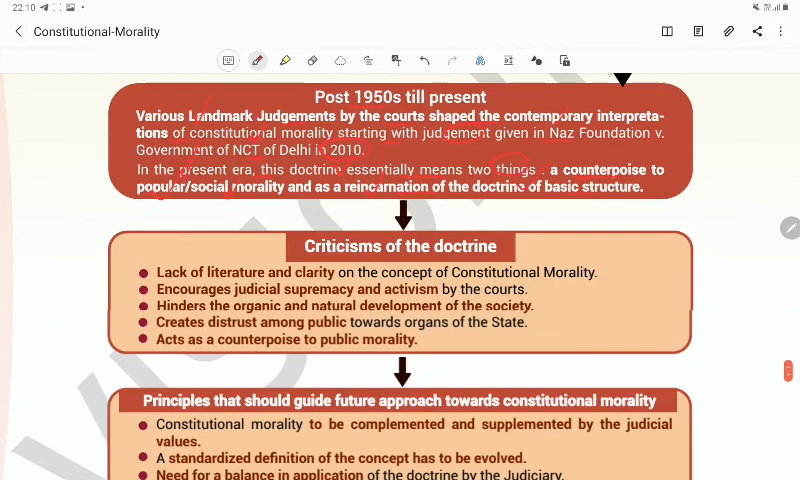 22:10
Constitutional-Morality
Post 1950s till present
Various Landmark Judgements by the courts shaped the contemporary interpreta-
tions of constitutional morality starting with judgement given in Naz Foundation v.
Government of NCT of Delhi in 2010.
In the present era, this doctrine essentially means two things : a counterpoise to
popular/social morality and as a reincarnation of the doctrine of basic structure.
Criticisms of the doctrine
Lack of literature and clarity on the concept of Constitutional Morality.
Encourages judicial supremacy and activism by the courts.
Hinders the organic and natural development of the society.
Creates distrust among public towards organs of the State.
Acts as a counterpoise to public morality.
Principles that should guide future approach towards constitutional morality
Constitutional morality to be complemented and supplemented by the judicial
values.
A standardized definition of the concept has to be evolved.
Need for a balance in application of the doctrine by the Judiciary.